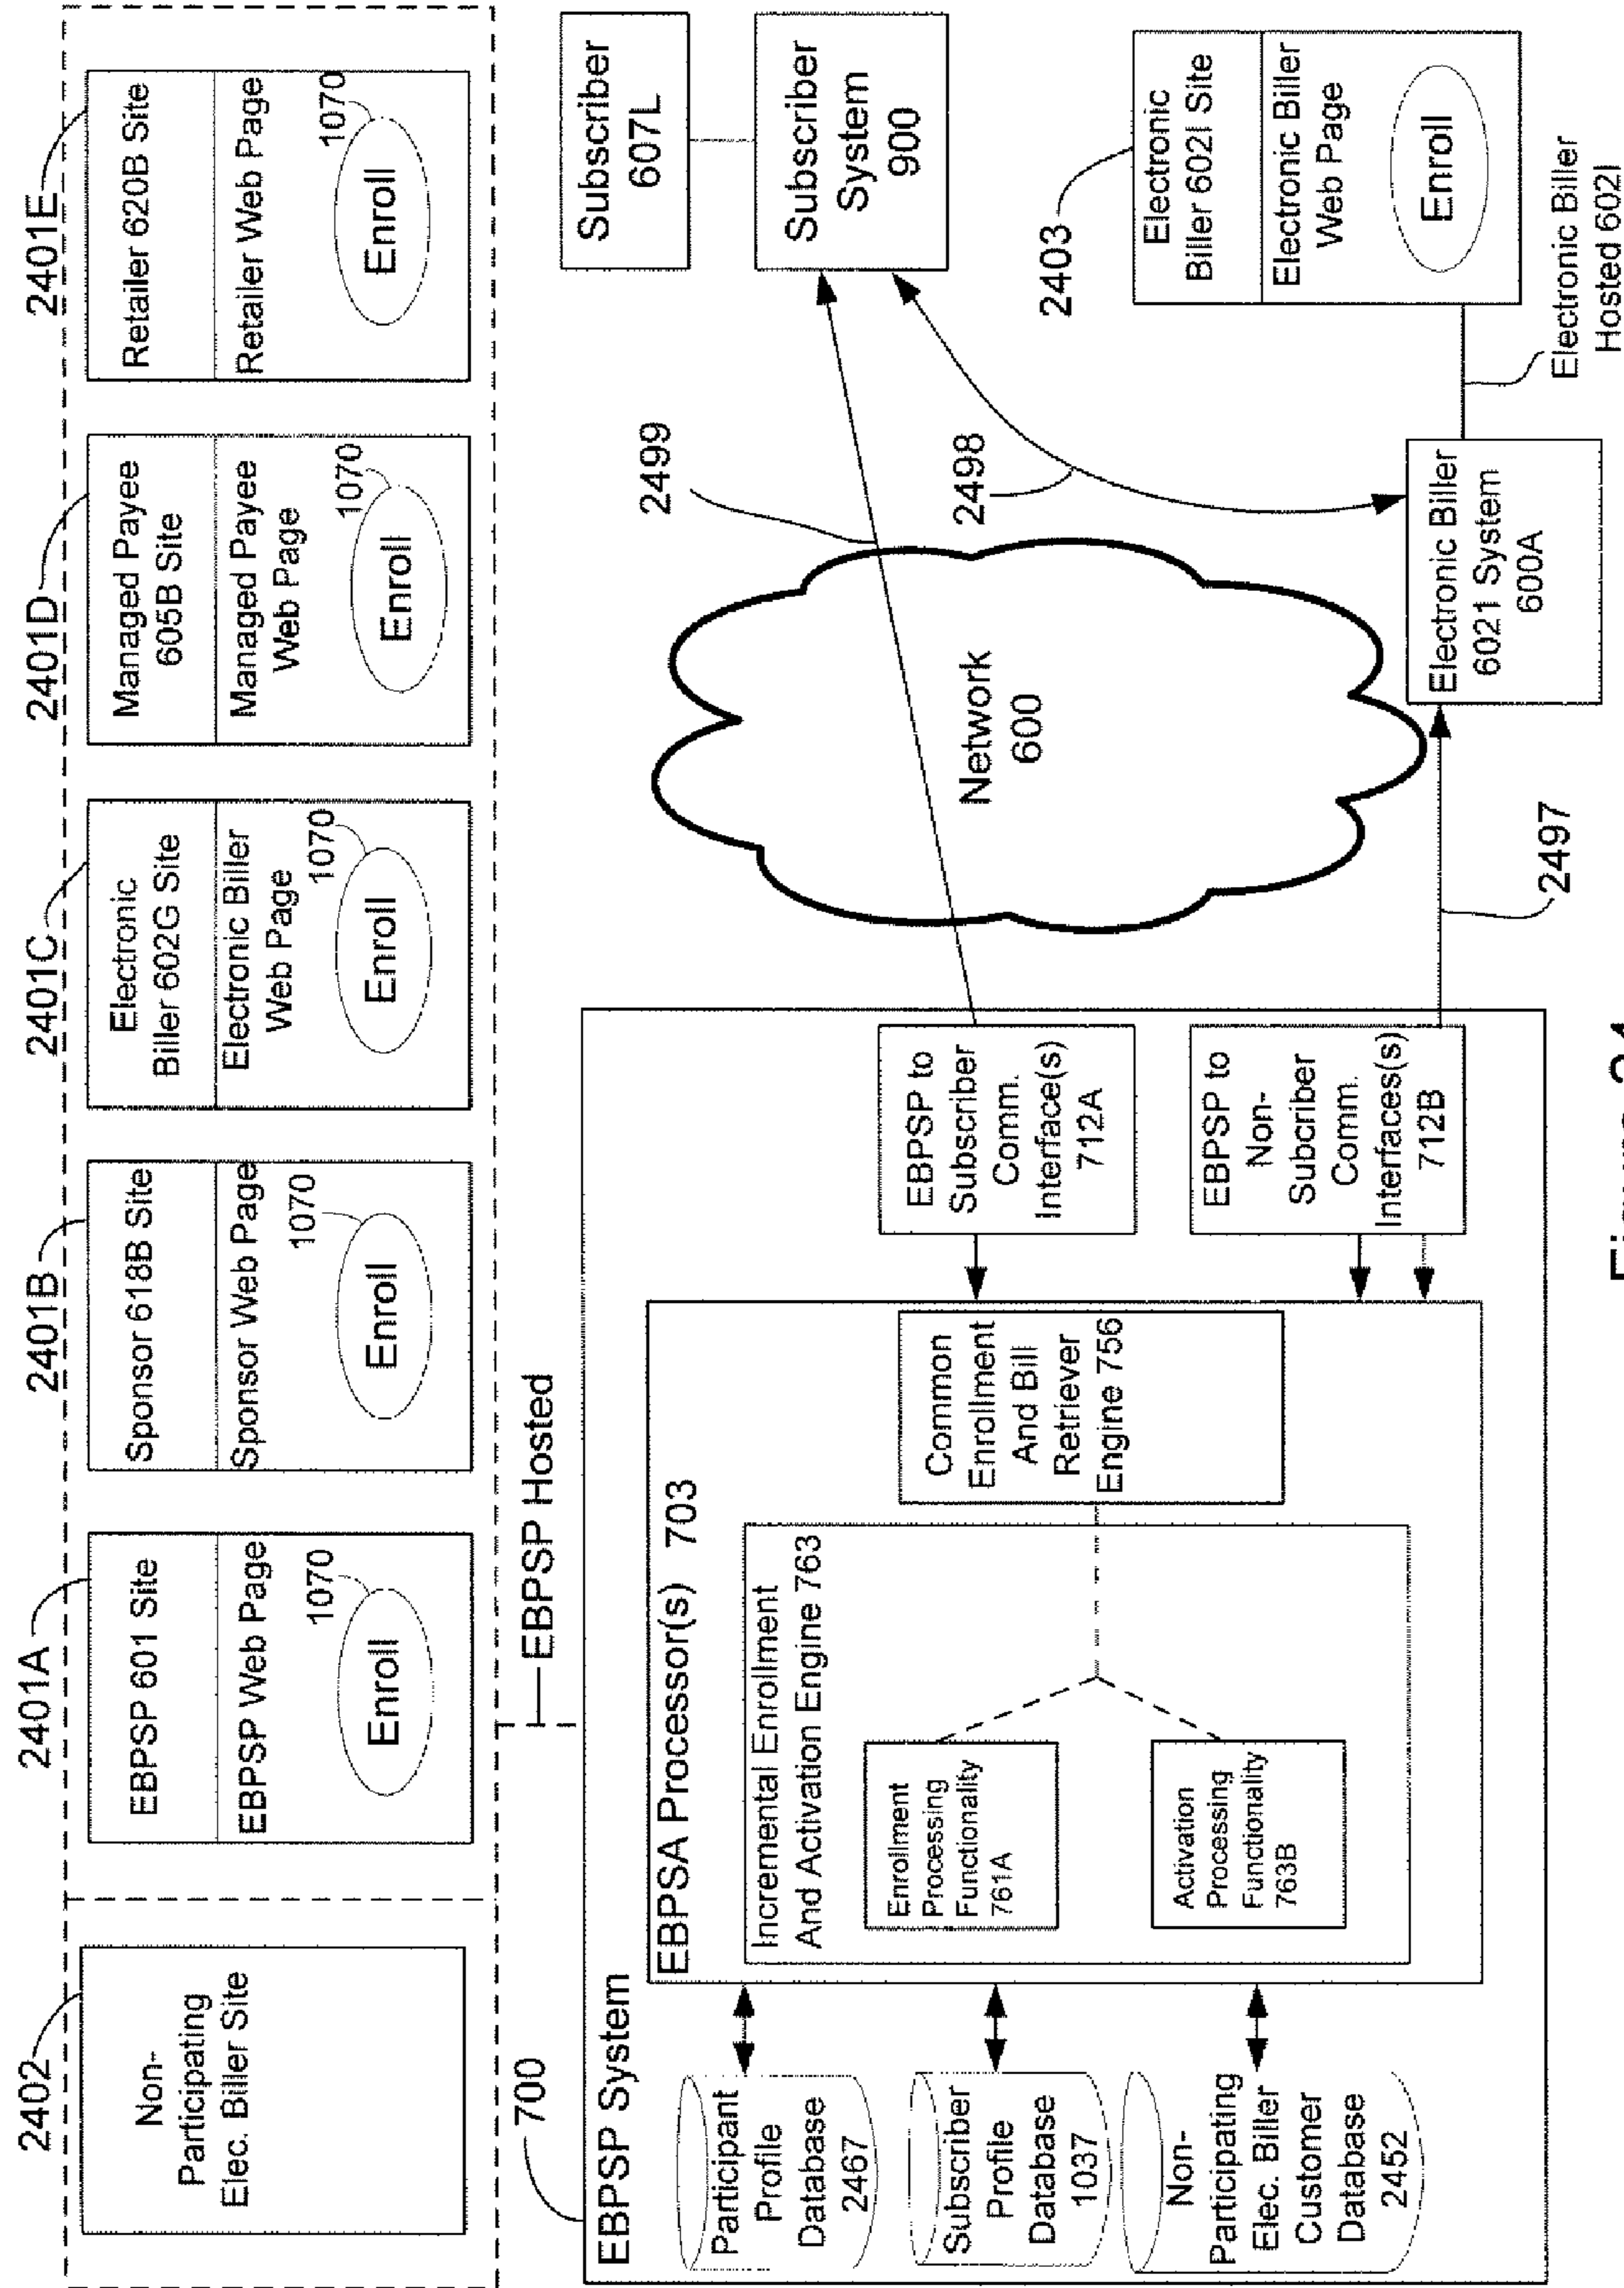 2402
2401A
2401B
2401C
2401D
2401E
Non-
Participating
Elec. Biller Site
EBPSP 601 Site
EBPSP Web Page
1070
Enroll
Sponsor 618B Site
Sponsor Web Page
1070
Enroll
Electronic
Biller 602G Site
Electronic Biller
Web Page
1070
Enroll
Managed Payee
605B Site
Managed Payee
Web Page
1070
Enroll
Retailer 620B Site
Retailer Web Page
1070
Enroll
EBPSP Hosted
700
EBPSP System
Participant
Profile
Database
2467
Subscriber
Profile
Database
1037
Non-
Participating
Elec. Biller
Customer
Database
2452
EBPSA Processor(s) 703
Incremental Enrollment
And Activation Engine 763
Enrollment
Processing
Functionality
761A
Activation
Processing
Functionality
763B
Common
Enrollment
And Bill
Retriever
Engine 756
EBPSP to
Subscriber
Comm.
Interface(s)
712A
EBPSP to
Non-
Subcriber
Comm.
Interfaces(s)
712B
Network
600
2499
2498
2497
Subscriber
607L
Subscriber
System
900
2403
Electronic
Biller 602I Site
Electronic Biller
Web Page
Enroll
Electronic Biller
6021 System
600A
Electronic Biller
Hosted 602I